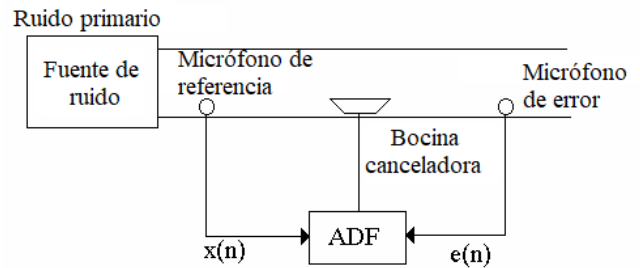 Ruido primario
Fuente de
ruido
Micrófono de
referencia
Micrófono
de error
Bocina
canceladora
x(n)
ADF
e(n)